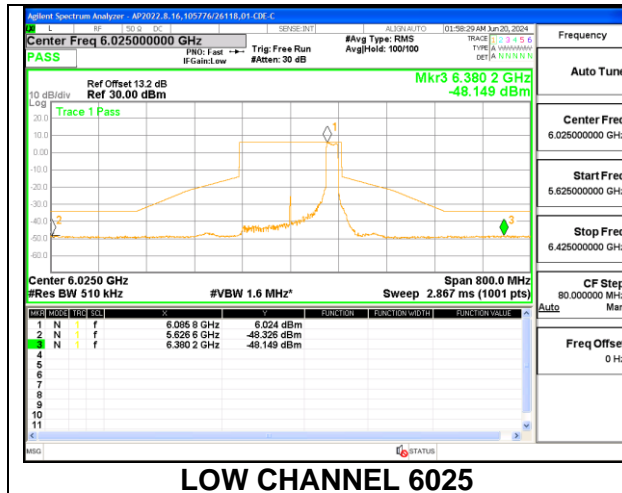 Agilent Spectrum Analyzer - AP2022.8.16,105776/26118,01-CDE-C
L RF 50 Ω DC SENSE:INT ALIGN AUTO 01:58:29 AM Jun 20, 2024
Center Freq 6.025000000 GHz
PASS
PNO: Fast
IFGain:Low
Trig: Free Run
#Atten: 30 dB
#Avg Type: RMS
Avg|Hold: 100/100
TRACE 1 2 3 4 5 6
TYPE A WWWWW
DET A N N N N N
Ref Offset 13.2 dB
10 dB/div Ref 30.00 dBm
Log
Mkr3 6.380 2 GHz
-48.149 dBm
Trace 1 Pass
20.0
10.0
0.00
-10.0
-20.0
-30.0
-40.0
-50.0
-60.0
1
2
3
Center 6.0250 GHz Span 800.0 MHz
#Res BW 510 kHz #VBW 1.6 MHz* Sweep 2.867 ms (1001 pts)
MKR MODE TRC SCL X Y FUNCTION FUNCTION WIDTH FUNCTION VALUE
1 N 1 f 6.085 8 GHz 6.024 dBm
2 N 1 f 5.626 6 GHz -48.326 dBm
3 N 1 f 6.380 2 GHz -48.149 dBm
4
5
6
7
8
9
10
11
MSG STATUS
Frequency
Auto Tune
Center Freq
6.025000000 GHz
Start Freq
5.625000000 GHz
Stop Freq
6.425000000 GHz
CF Step
80.000000 MHz
Auto Man
Freq Offset
0 Hz
LOW CHANNEL 6025